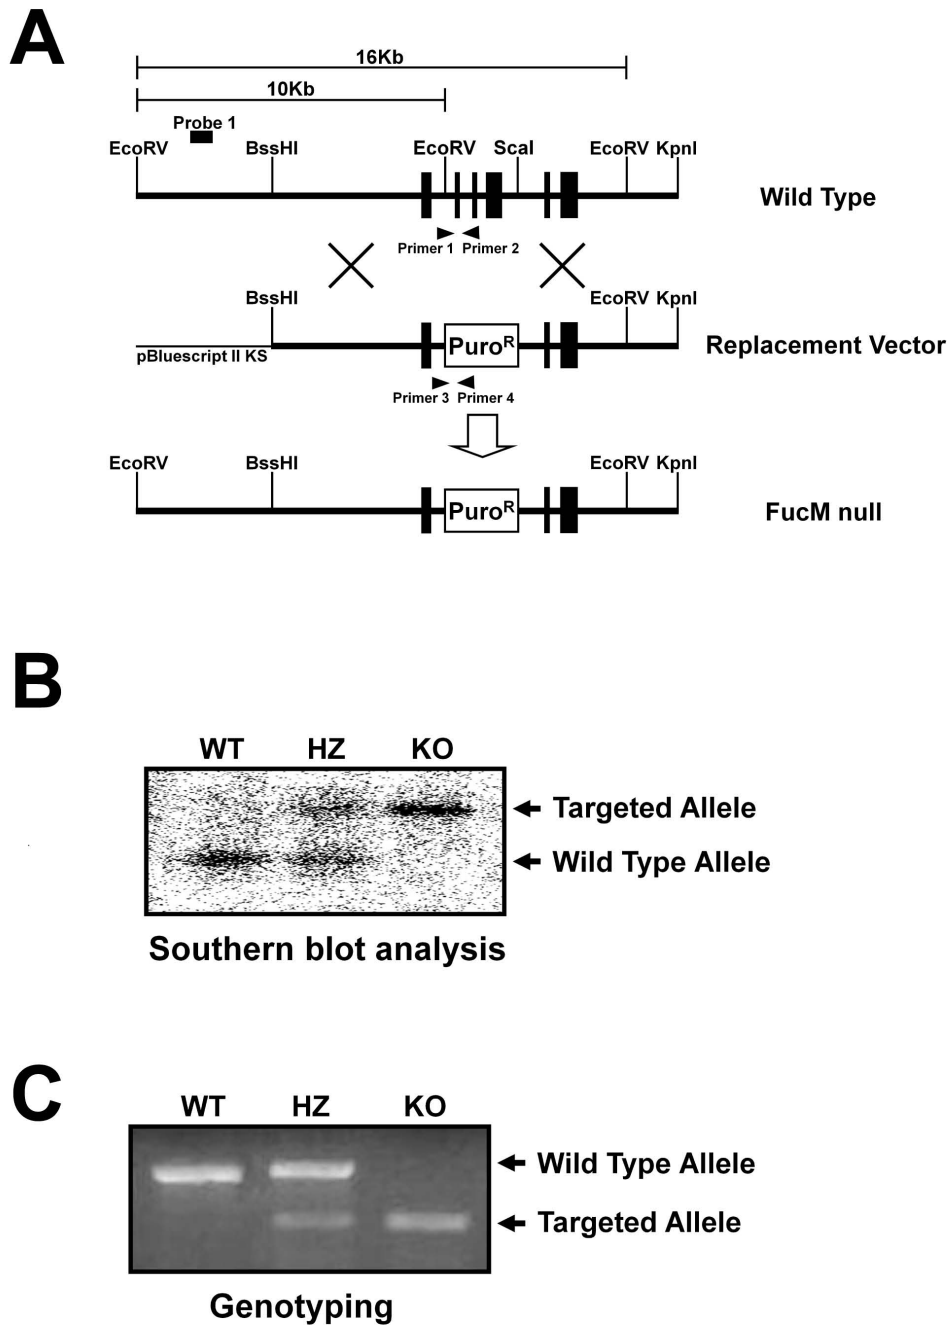 A
16Kb
10Kb
Probe 1
EcoRV BssHI EcoRV ScaI EcoRV KpnI
Wild Type
Primer 1 Primer 2
BssHI EcoRV KpnI
PuroR
Replacement Vector
pBluescript II KS
Primer 3 Primer 4
EcoRV BssHI EcoRV KpnI
PuroR
FucM null
B
WT HZ KO
Targeted Allele
Wild Type Allele
Southern blot analysis
C
WT HZ KO
Wild Type Allele
Targeted Allele
Genotyping